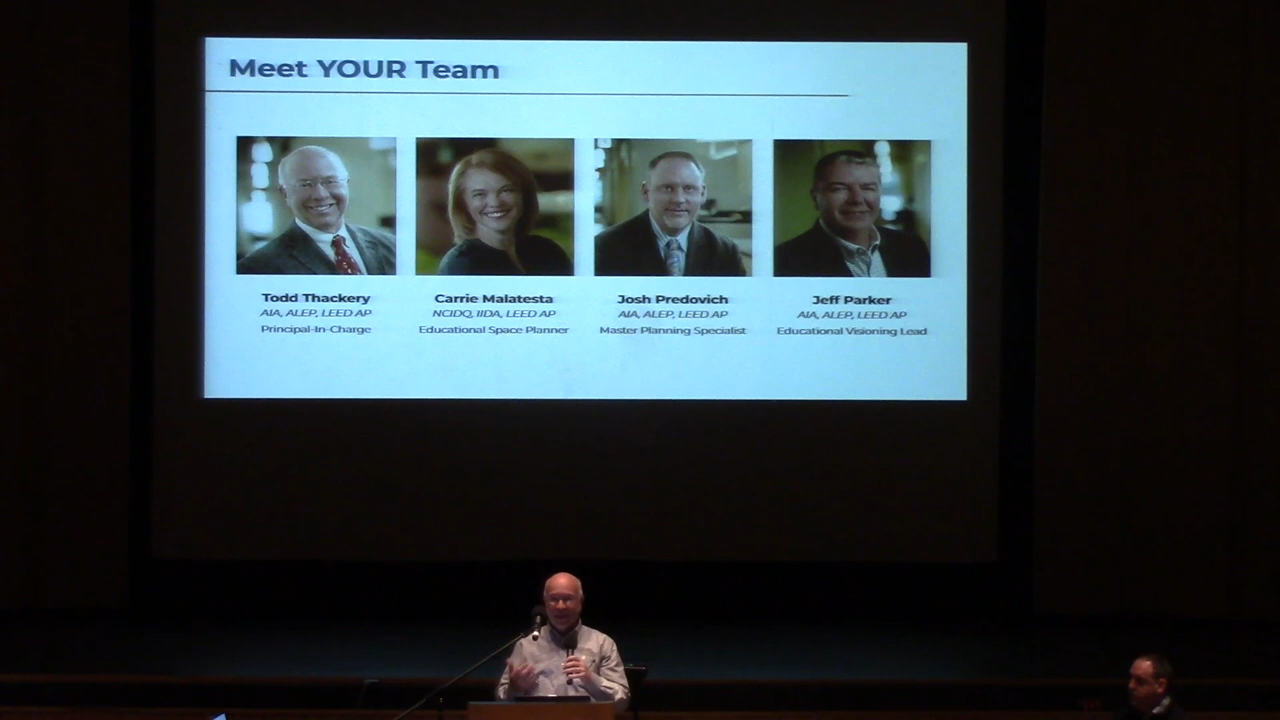 Meet YOUR Team
Todd Thackery
AIA, ALEP, LEED AP
Principal-In-Charge
Carrie Malatesta
NCIDQ, IIDA, LEED AP
Educational Space Planner
Josh Predovich
AIA, ALEP, LEED AP
Master Planning Specialist
Jeff Parker
AIA, ALEP, LEED AP
Educational Visioning Lead